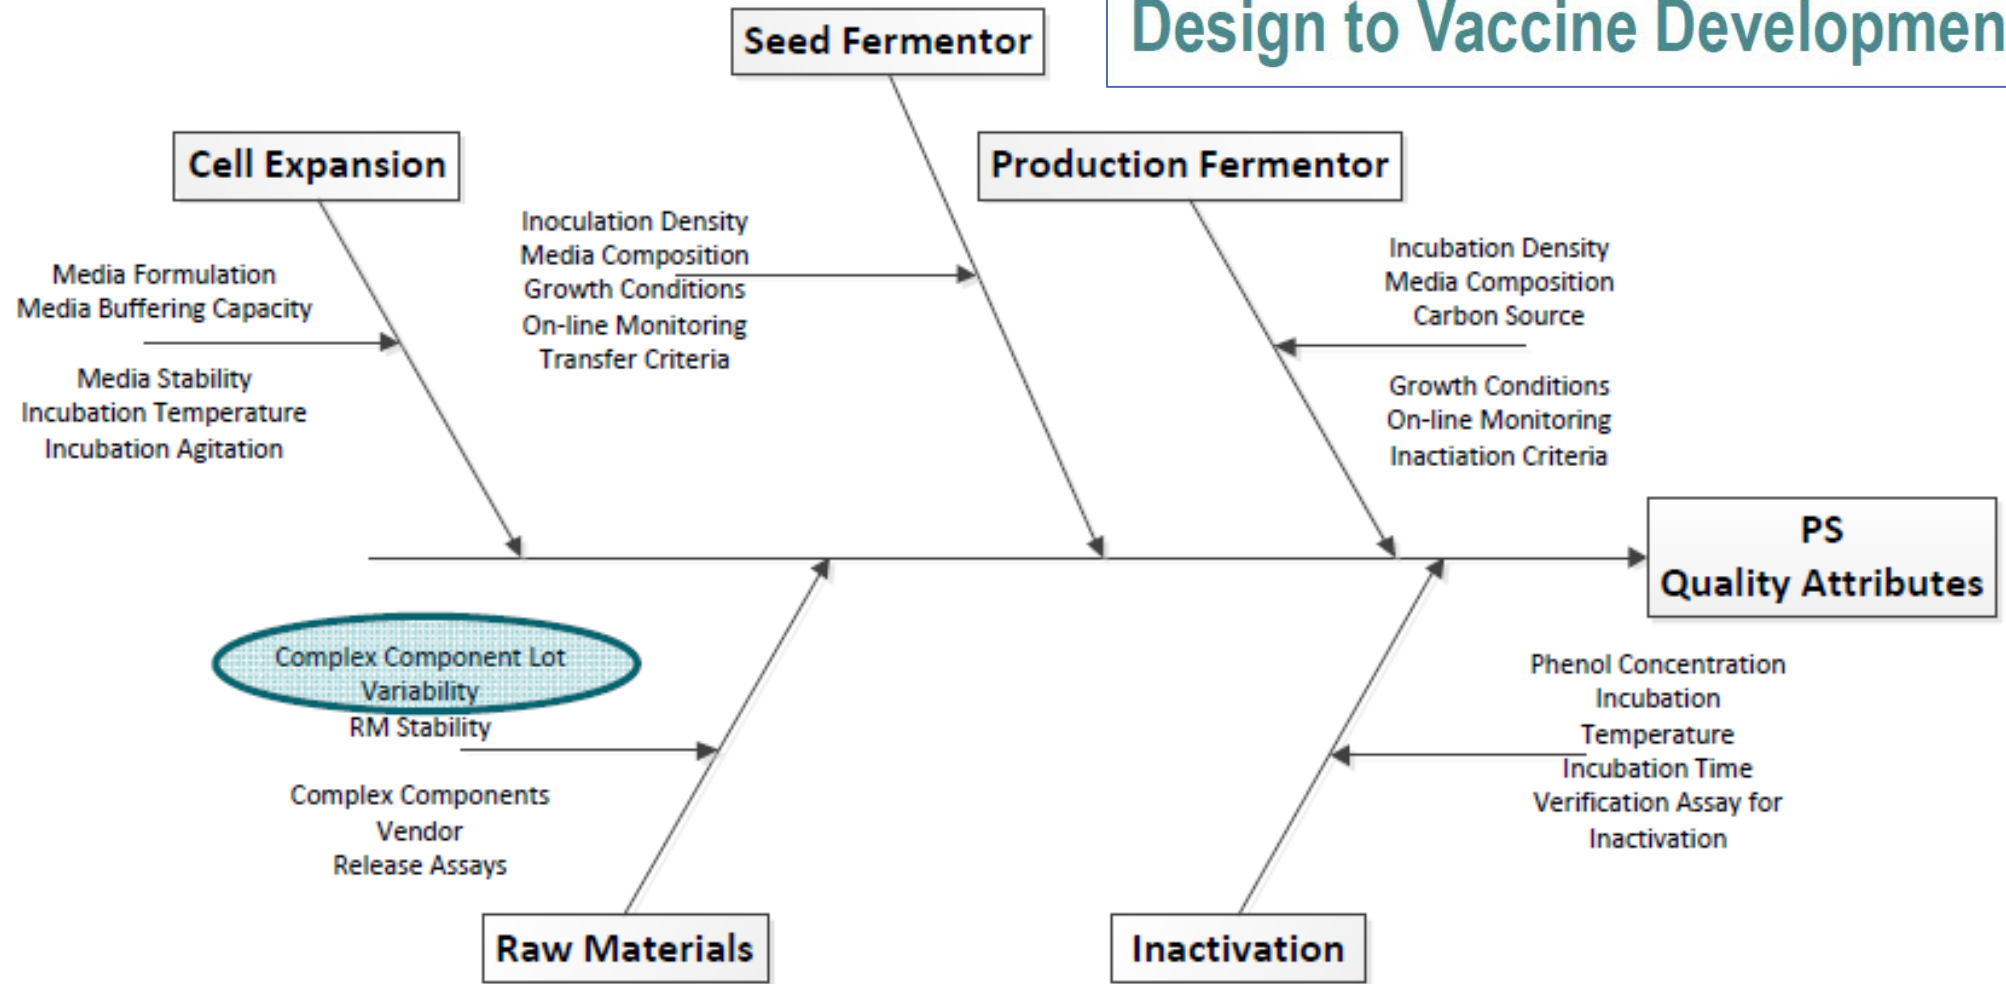 Design to Vaccine Developmen
Seed Fermentor
Cell Expansion
Production Fermentor
Inoculation Density
Media Composition
Growth Conditions
On-line Monitoring
Transfer Criteria
Media Formulation
Media Buffering Capacity
Media Stability
Incubation Temperature
Incubation Agitation
Incubation Density
Media Composition
Carbon Source
Growth Conditions
On-line Monitoring
Inactiation Criteria
PS
Quality Attributes
Complex Component Lot
Variability
RM Stability
Complex Components
Vendor
Release Assays
Phenol Concentration
Incubation
Temperature
Incubation Time
Verification Assay for
Inactivation
Raw Materials
Inactivation